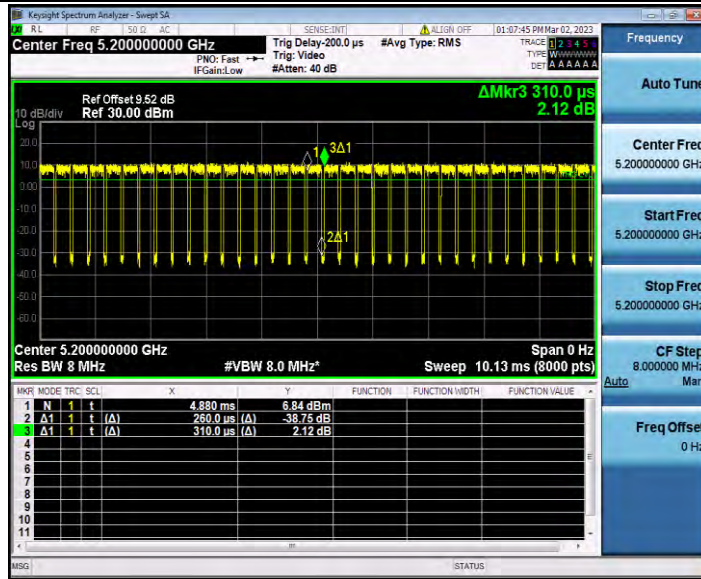 Keysight Spectrum Analyzer - Swept SA
RL RF 50 Ω AC SENSE:INT ALIGN OFF 01:07:45 PM Mar 02, 2023
Center Freq 5.200000000 GHz
PNO: Fast
IFGain:Low
Trig Delay-200.0 µs
Trig: Video
#Atten: 40 dB
#Avg Type: RMS
TRACE 1 2 3 4 5 6
TYPE WWWWWW
DET A A A A A A
Ref Offset 9.52 dB
10 dB/div Ref 30.00 dBm
Log
ΔMkr3 310.0 µs
2.12 dB
20.0
10.0
0.00
-10.0
-20.0
-30.0
-40.0
-50.0
-60.0
1
3Δ1
2Δ1
Center 5.200000000 GHz Span 0 Hz
Res BW 8 MHz #VBW 8.0 MHz* Sweep 10.13 ms (8000 pts)
MKR MODE TRC SCL X Y FUNCTION FUNCTION WIDTH FUNCTION VALUE
1 N 1 t 4.880 ms 6.84 dBm
2 Δ1 1 t (Δ) 260.0 µs (Δ) -38.75 dB
3 Δ1 1 t (Δ) 310.0 µs (Δ) 2.12 dB
4
5
6
7
8
9
10
11
MSG STATUS
Frequency
Auto Tune
Center Freq
5.200000000 GHz
Start Freq
5.200000000 GHz
Stop Freq
5.200000000 GHz
CF Step
8.000000 MHz
Auto Man
Freq Offset
0 Hz